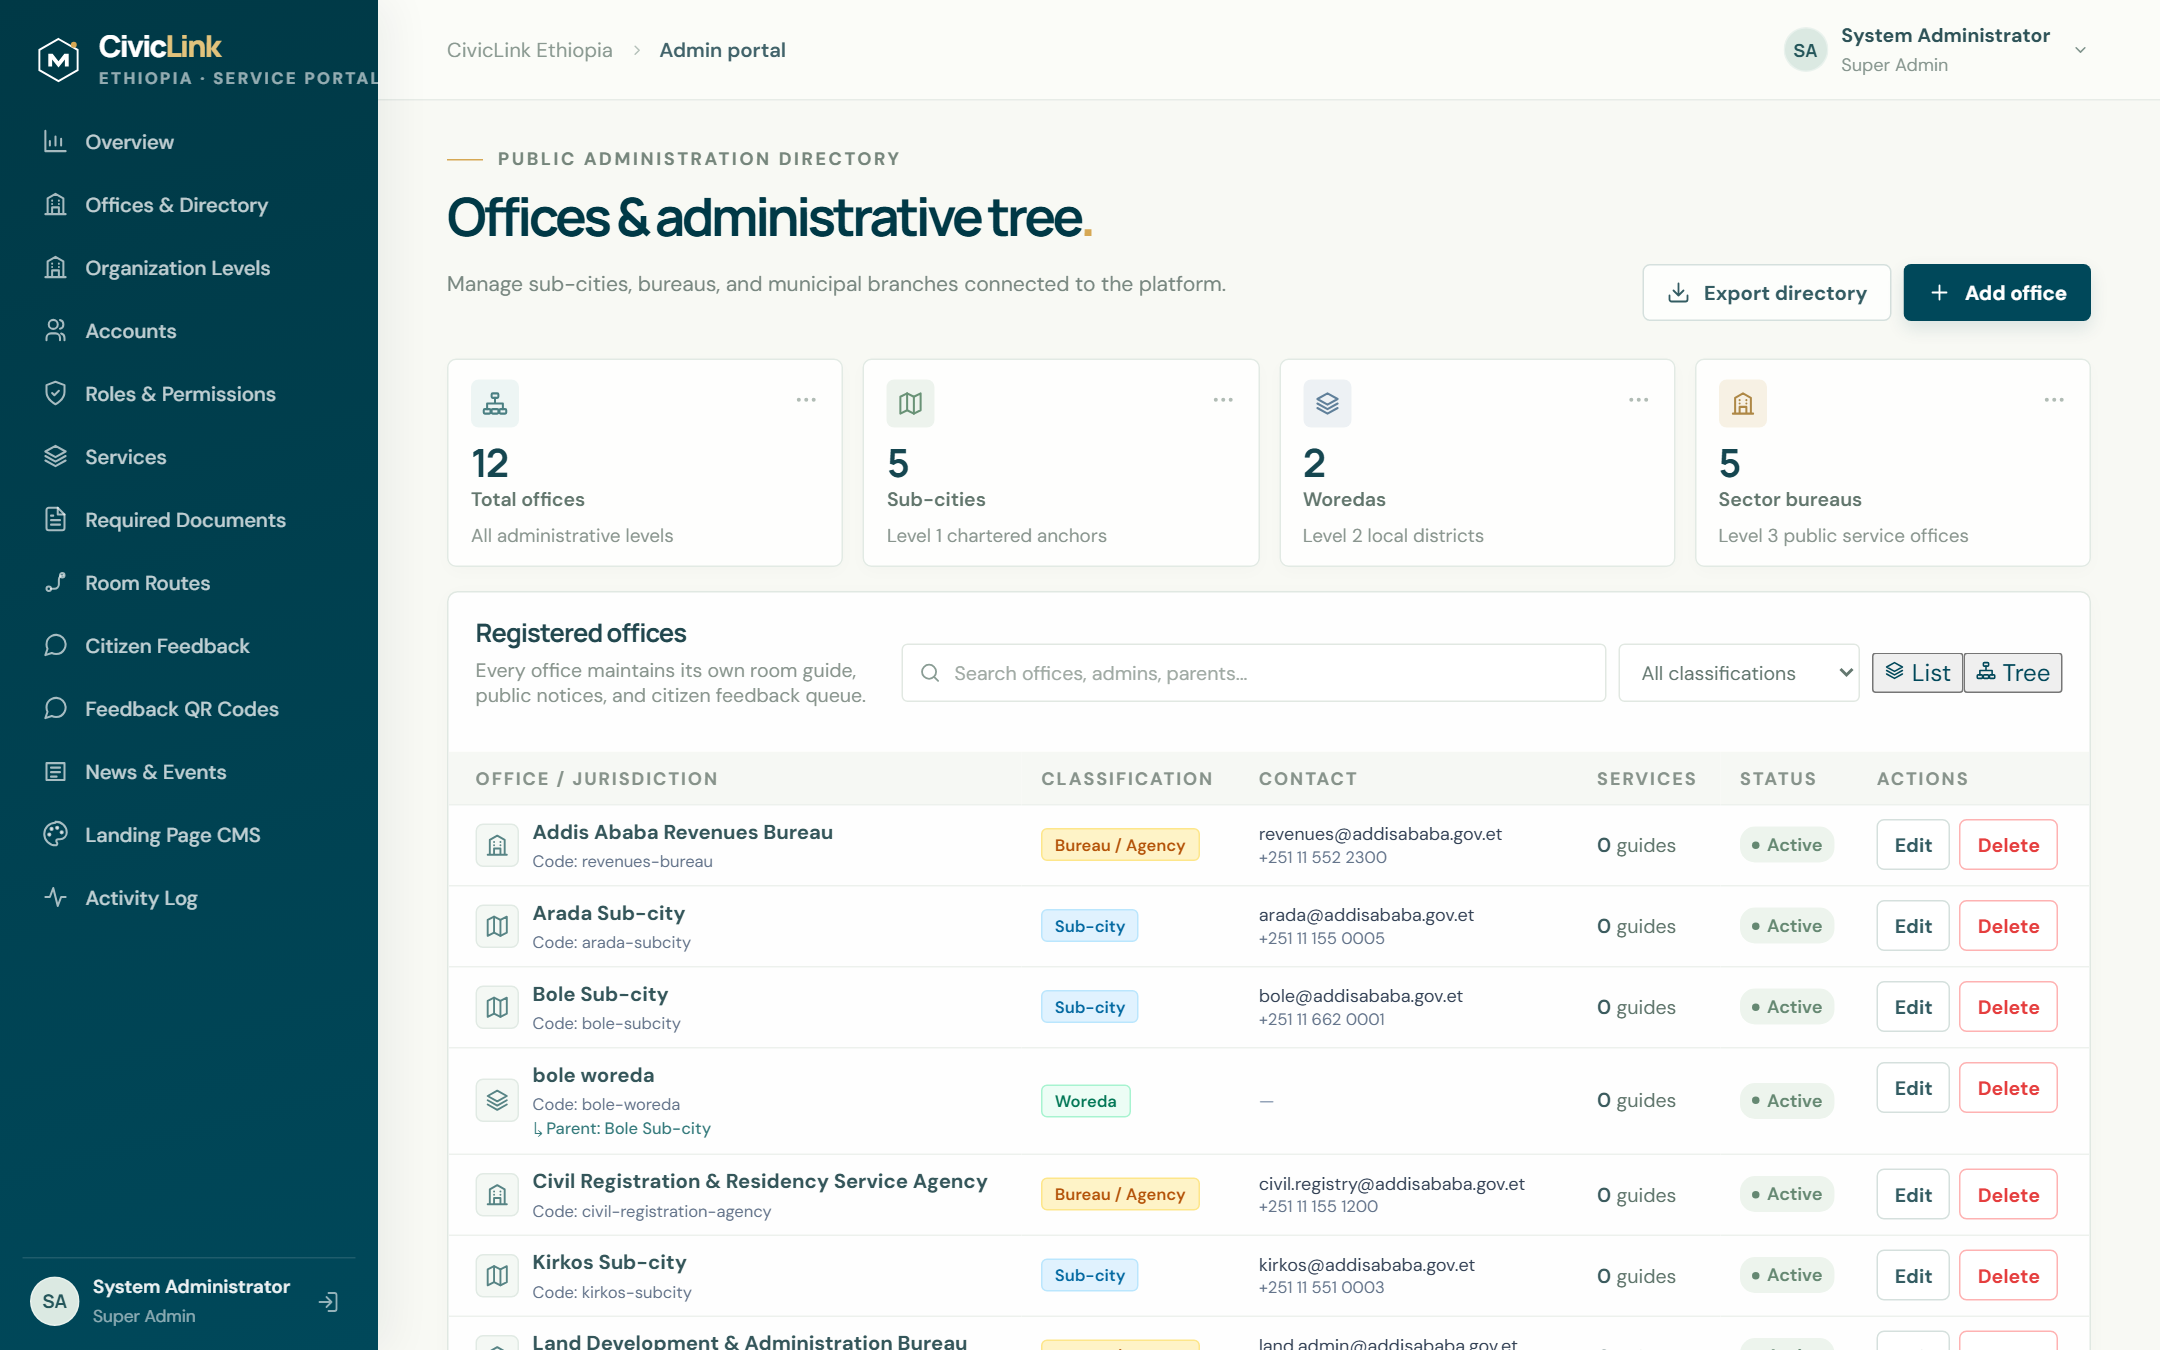 CivicLink
ETHIOPIA · SERVICE PORTAL
Overview
Offices & Directory
Organization Levels
Accounts
Roles & Permissions
Services
Required Documents
Room Routes
Citizen Feedback
Feedback QR Codes
News & Events
Landing Page CMS
Activity Log
SA
System Administrator
Super Admin
CivicLink Ethiopia > Admin portal
SA
System Administrator
Super Admin
PUBLIC ADMINISTRATION DIRECTORY
Offices & administrative tree.
Manage sub-cities, bureaus, and municipal branches connected to the platform.
Export directory
+ Add office
12
Total offices
All administrative levels
5
Sub-cities
Level 1 chartered anchors
2
Woredas
Level 2 local districts
5
Sector bureaus
Level 3 public service offices
Registered offices
Every office maintains its own room guide,
public notices, and citizen feedback queue.
Search offices, admins, parents...
All classifications
List
Tree
OFFICE / JURISDICTION CLASSIFICATION CONTACT SERVICES STATUS ACTIONS
Addis Ababa Revenues Bureau
Code: revenues-bureau
Bureau / Agency
revenues@addisababa.gov.et
+251 11 552 2300
0 guides
Active
Edit
Delete
Arada Sub-city
Code: arada-subcity
Sub-city
arada@addisababa.gov.et
+251 11 155 0005
0 guides
Active
Edit
Delete
Bole Sub-city
Code: bole-subcity
Sub-city
bole@addisababa.gov.et
+251 11 662 0001
0 guides
Active
Edit
Delete
bole woreda
Code: bole-woreda
↳ Parent: Bole Sub-city
Woreda
—
0 guides
Active
Edit
Delete
Civil Registration & Residency Service Agency
Code: civil-registration-agency
Bureau / Agency
civil.registry@addisababa.gov.et
+251 11 155 1200
0 guides
Active
Edit
Delete
Kirkos Sub-city
Code: kirkos-subcity
Sub-city
kirkos@addisababa.gov.et
+251 11 551 0003
0 guides
Active
Edit
Delete
Land Development & Administration Bureau
land.admin@addisababa.gov.et